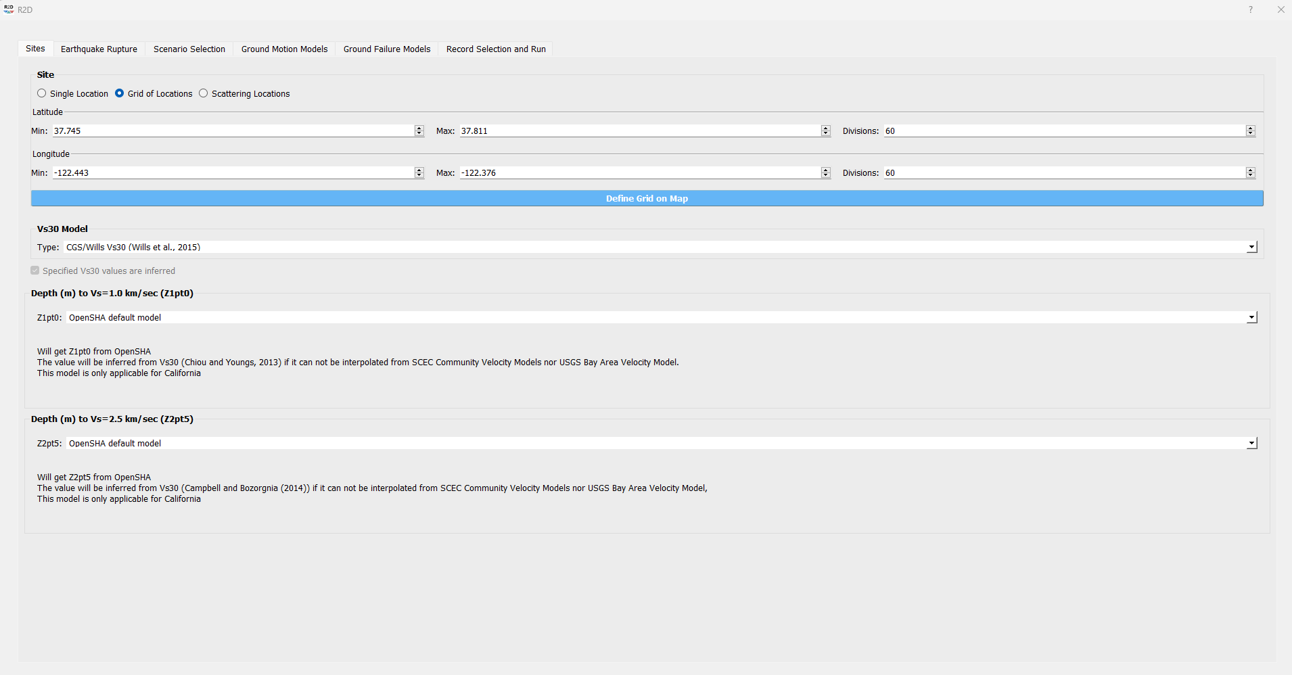 R2D
R2D ? ×
Sites Earthquake Rupture Scenario Selection Ground Motion Models Ground Failure Models Record Selection and Run
Site
Single Location Grid of Locations Scattering Locations
Latitude
Min: 37.745 Max: 37.811 Divisions: 60
Longitude
Min: -122.443 Max: -122.376 Divisions: 60
Define Grid on Map
Vs30 Model
Type: CGS/Wills Vs30 (Wills et al., 2015)
Specified Vs30 values are inferred
Depth (m) to Vs=1.0 km/sec (Z1pt0)
Z1pt0: OpenSHA default model
Will get Z1pt0 from OpenSHA
The value will be inferred from Vs30 (Chiou and Youngs, 2013) if it can not be interpolated from SCEC Community Velocity Models nor USGS Bay Area Velocity Model.
This model is only applicable for California
Depth (m) to Vs=2.5 km/sec (Z2pt5)
Z2pt5: OpenSHA default model
Will get Z2pt5 from OpenSHA
The value will be inferred from Vs30 (Campbell and Bozorgnia (2014)) if it can not be interpolated from SCEC Community Velocity Models nor USGS Bay Area Velocity Model,
This model is only applicable for California